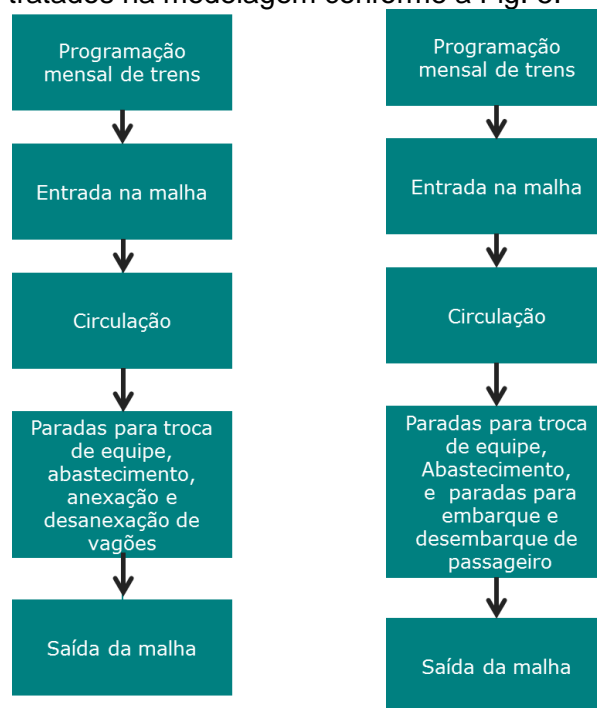 tratados na modelagem conforme a Fig. 3.
Programação
mensal de trens
Entrada na malha
Circulação
Paradas para troca
de equipe,
abastecimento,
anexação e
desanexação de
vagões
Saída da malha
Programação
mensal de trens
Entrada na malha
Circulação
Paradas para troca
de equipe,
Abastecimento,
e paradas para
embarque e
desembarque de
passageiro
Saída da malha